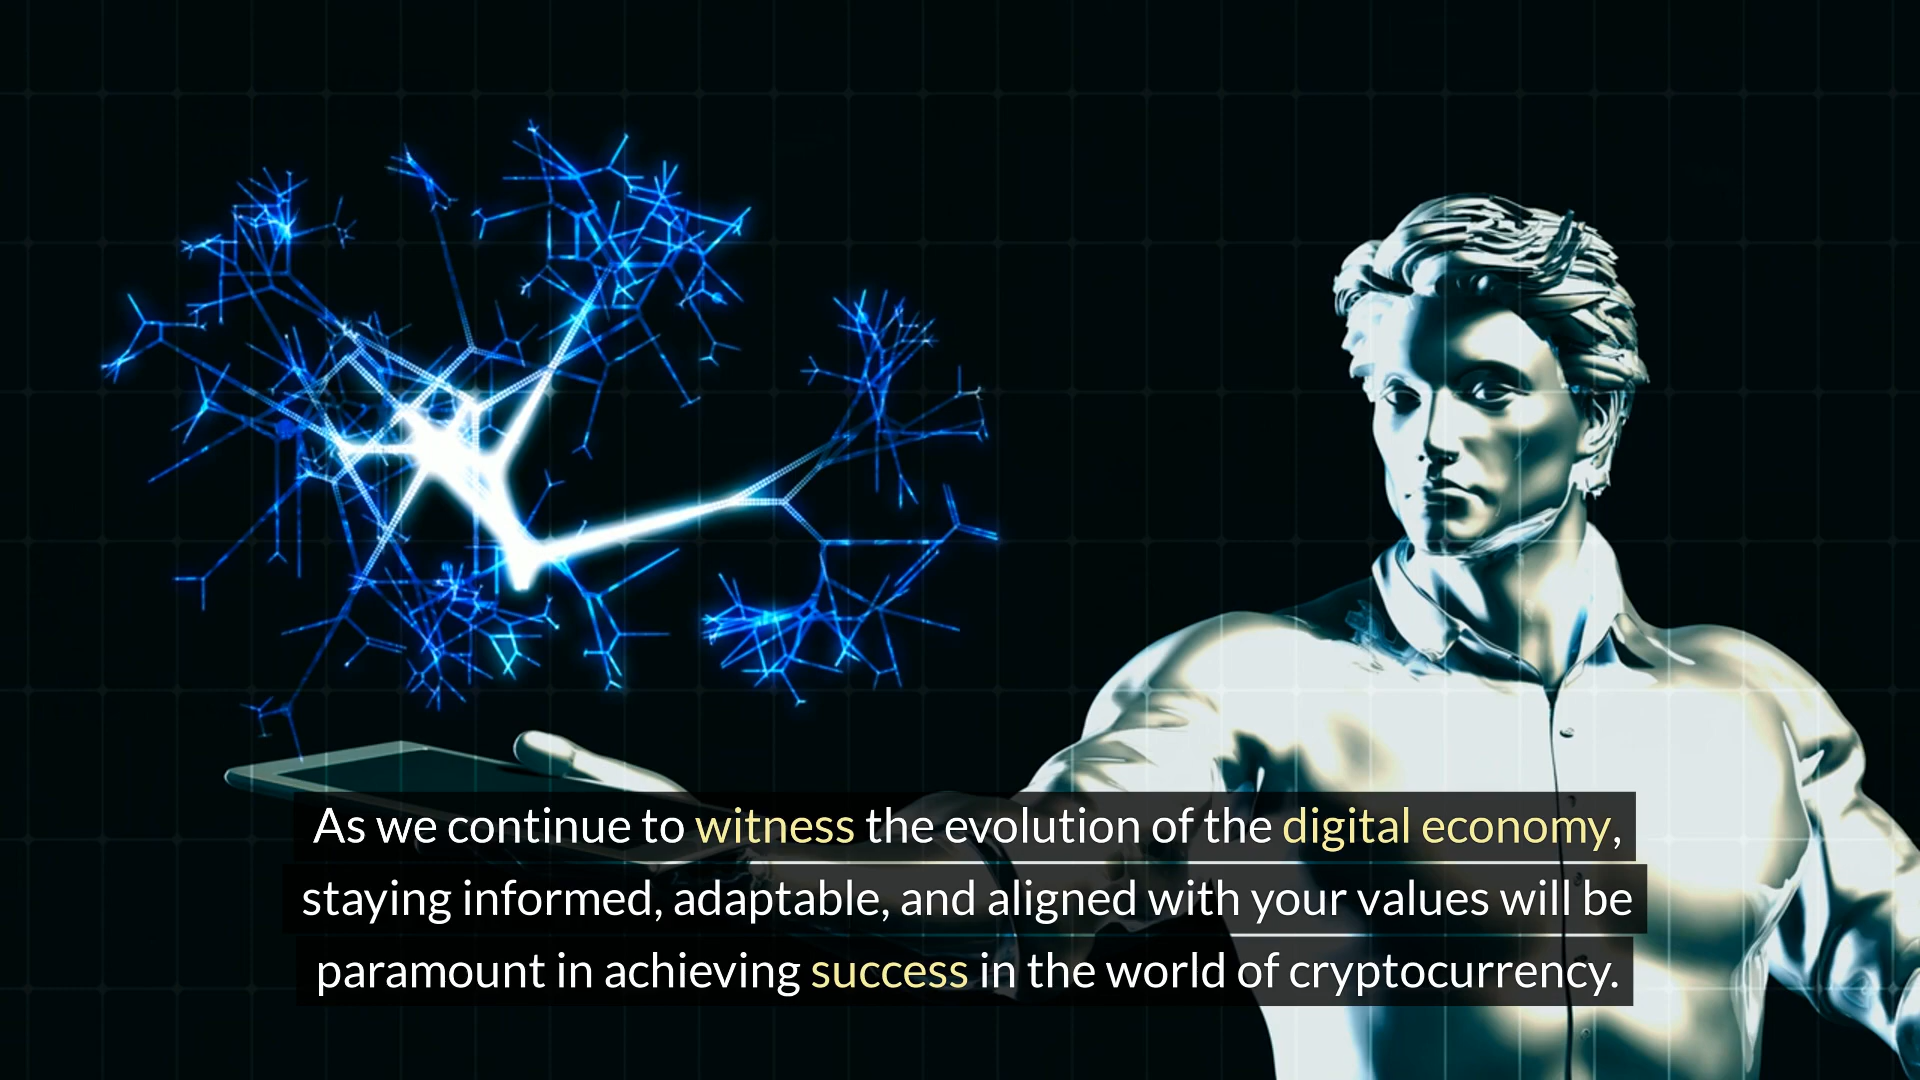 As we continue to witness the evolution of the digital economy,
staying informed, adaptable, and aligned with your values will be
paramount in achieving success in the world of cryptocurrency.